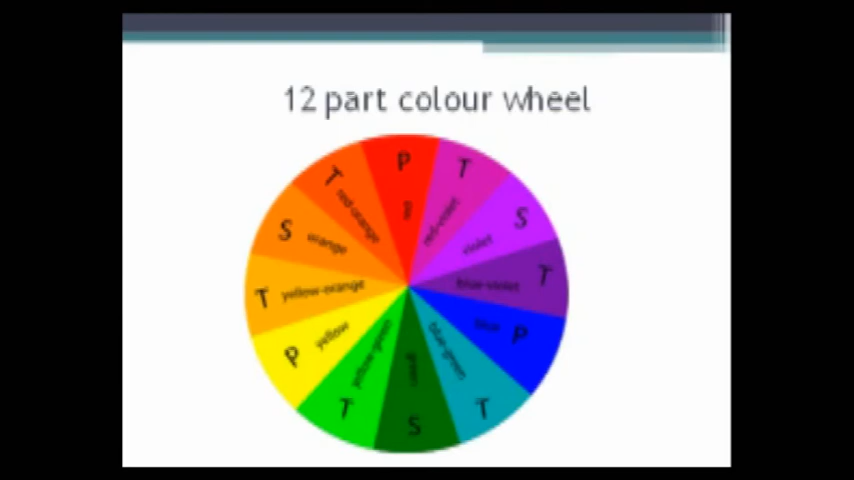 12 part colour wheel
P
T
red-violet
S
violet
T
blue-violet
P
blue
T
blue-green
S
green
T
yellow-green
P
yellow
T
yellow-orange
S
orange
T
red-orange